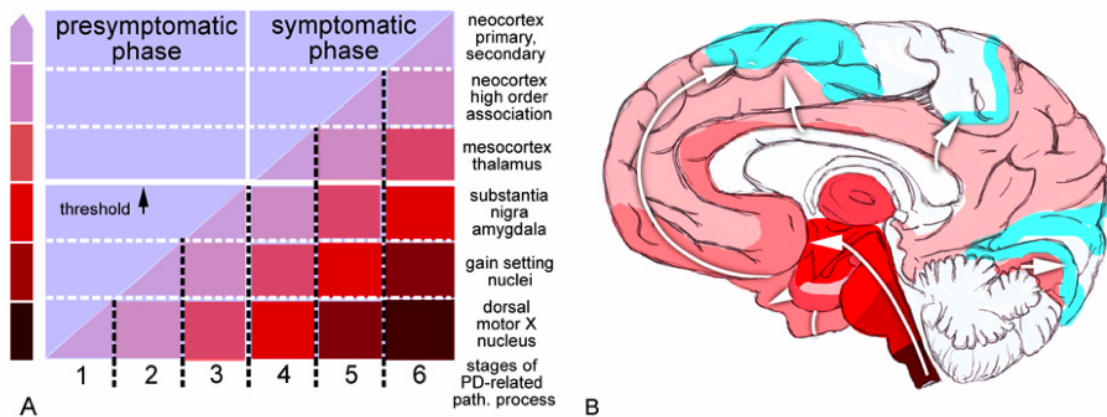 presymptomatic
phase
symptomatic
phase
neocortex
primary,
secondary
neocortex
high order
association
mesocortex
thalamus
threshold
substantia
nigra
amygdala
gain setting
nuclei
dorsal
motor X
nucleus
1 2 3 4 5 6
stages of
PD-related
path. process
A
B